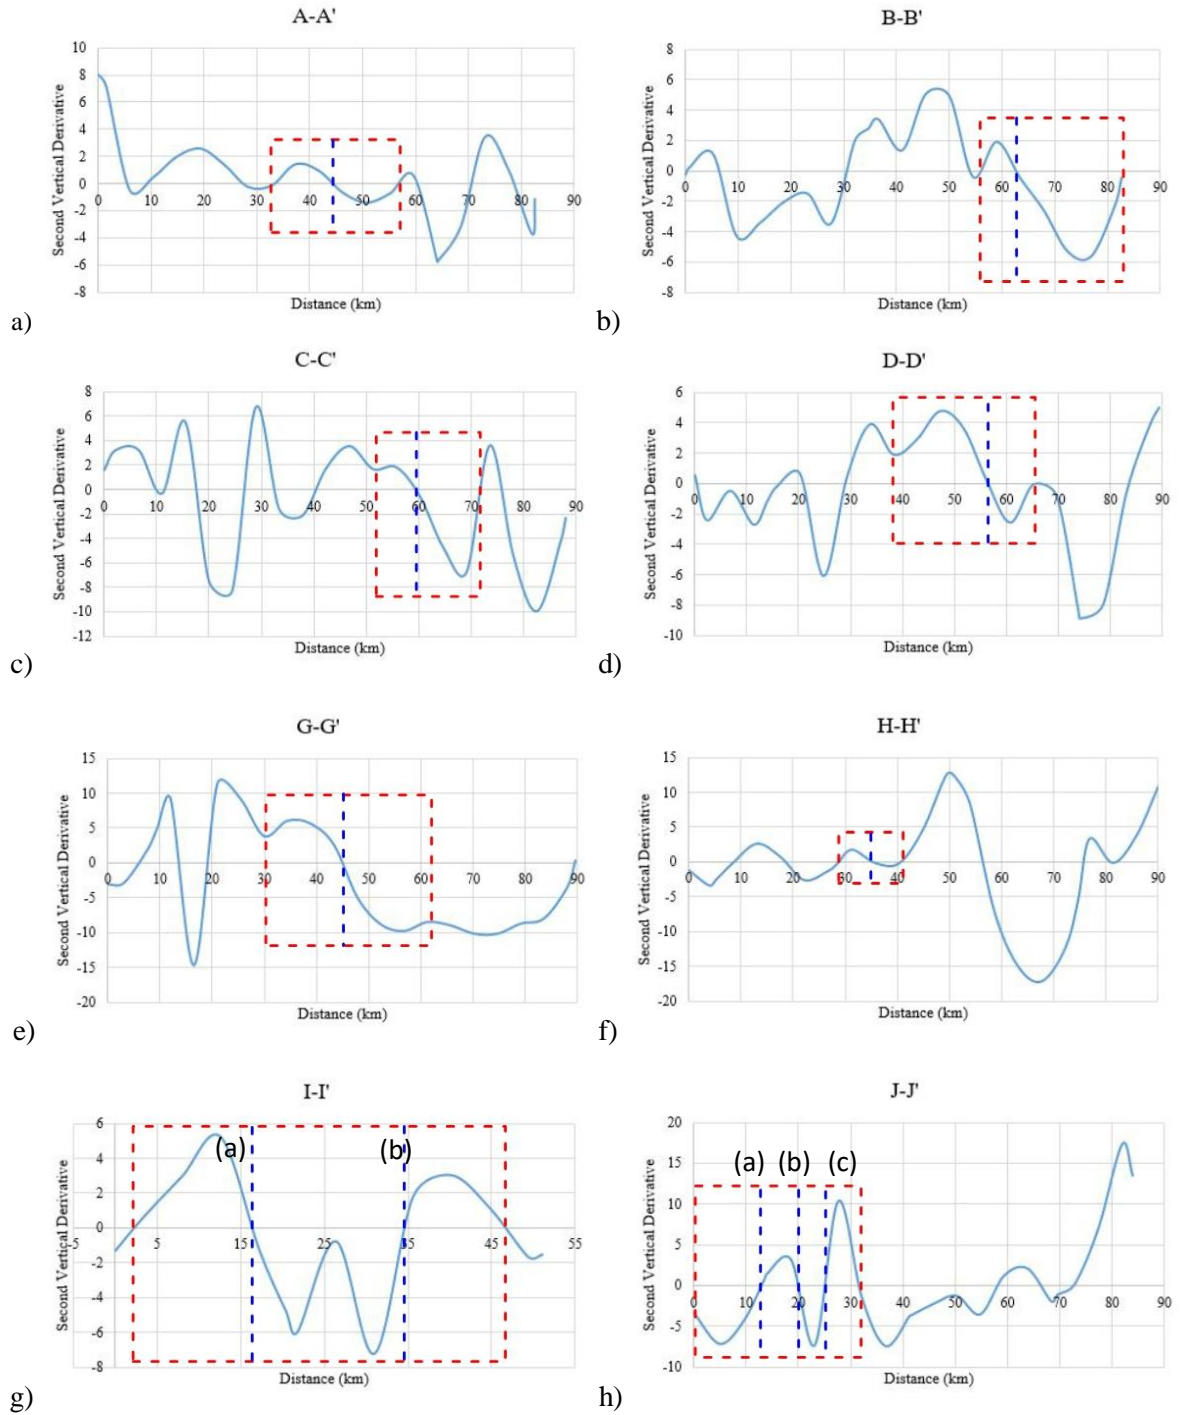 A-A'
10
8
6
4
2
0
-2
-4
-6
-8
0 10 20 30 40 50 60 70 80 90
Second Vertical Derivative
Distance (km)
a)
B-B'
8
6
4
2
0
-2
-4
-6
-8
0 10 20 30 40 50 60 70 80 90
Second Vertical Derivative
Distance (km)
b)
C-C'
8
6
4
2
0
-2
-4
-6
-8
-10
-12
0 10 20 30 40 50 60 70 80 90
Second Vertical Derivative
Distance (km)
c)
D-D'
6
4
2
0
-2
-4
-6
-8
-10
0 10 20 30 40 50 60 70 80 90
Second Vertical Derivative
Distance (km)
d)
G-G'
15
10
5
0
-5
-10
-15
-20
0 10 20 30 40 50 60 70 80 90
Second Vertical Derivative
Distance (km)
e)
H-H'
15
10
5
0
-5
-10
-15
-20
0 10 20 30 40 50 60 70 80 90
Second Vertical Derivative
Distance (km)
f)
I-I'
(a) (b)
6
4
2
0
-2
-4
-6
-8
-5 5 15 25 35 45 55
Second Vertical Derivative
Distance (km)
g)
J-J'
(a) (b) (c)
20
15
10
5
0
-5
-10
0 10 20 30 40 50 60 70 80 90
Second Vertical Derivative
Distance (km)
h)